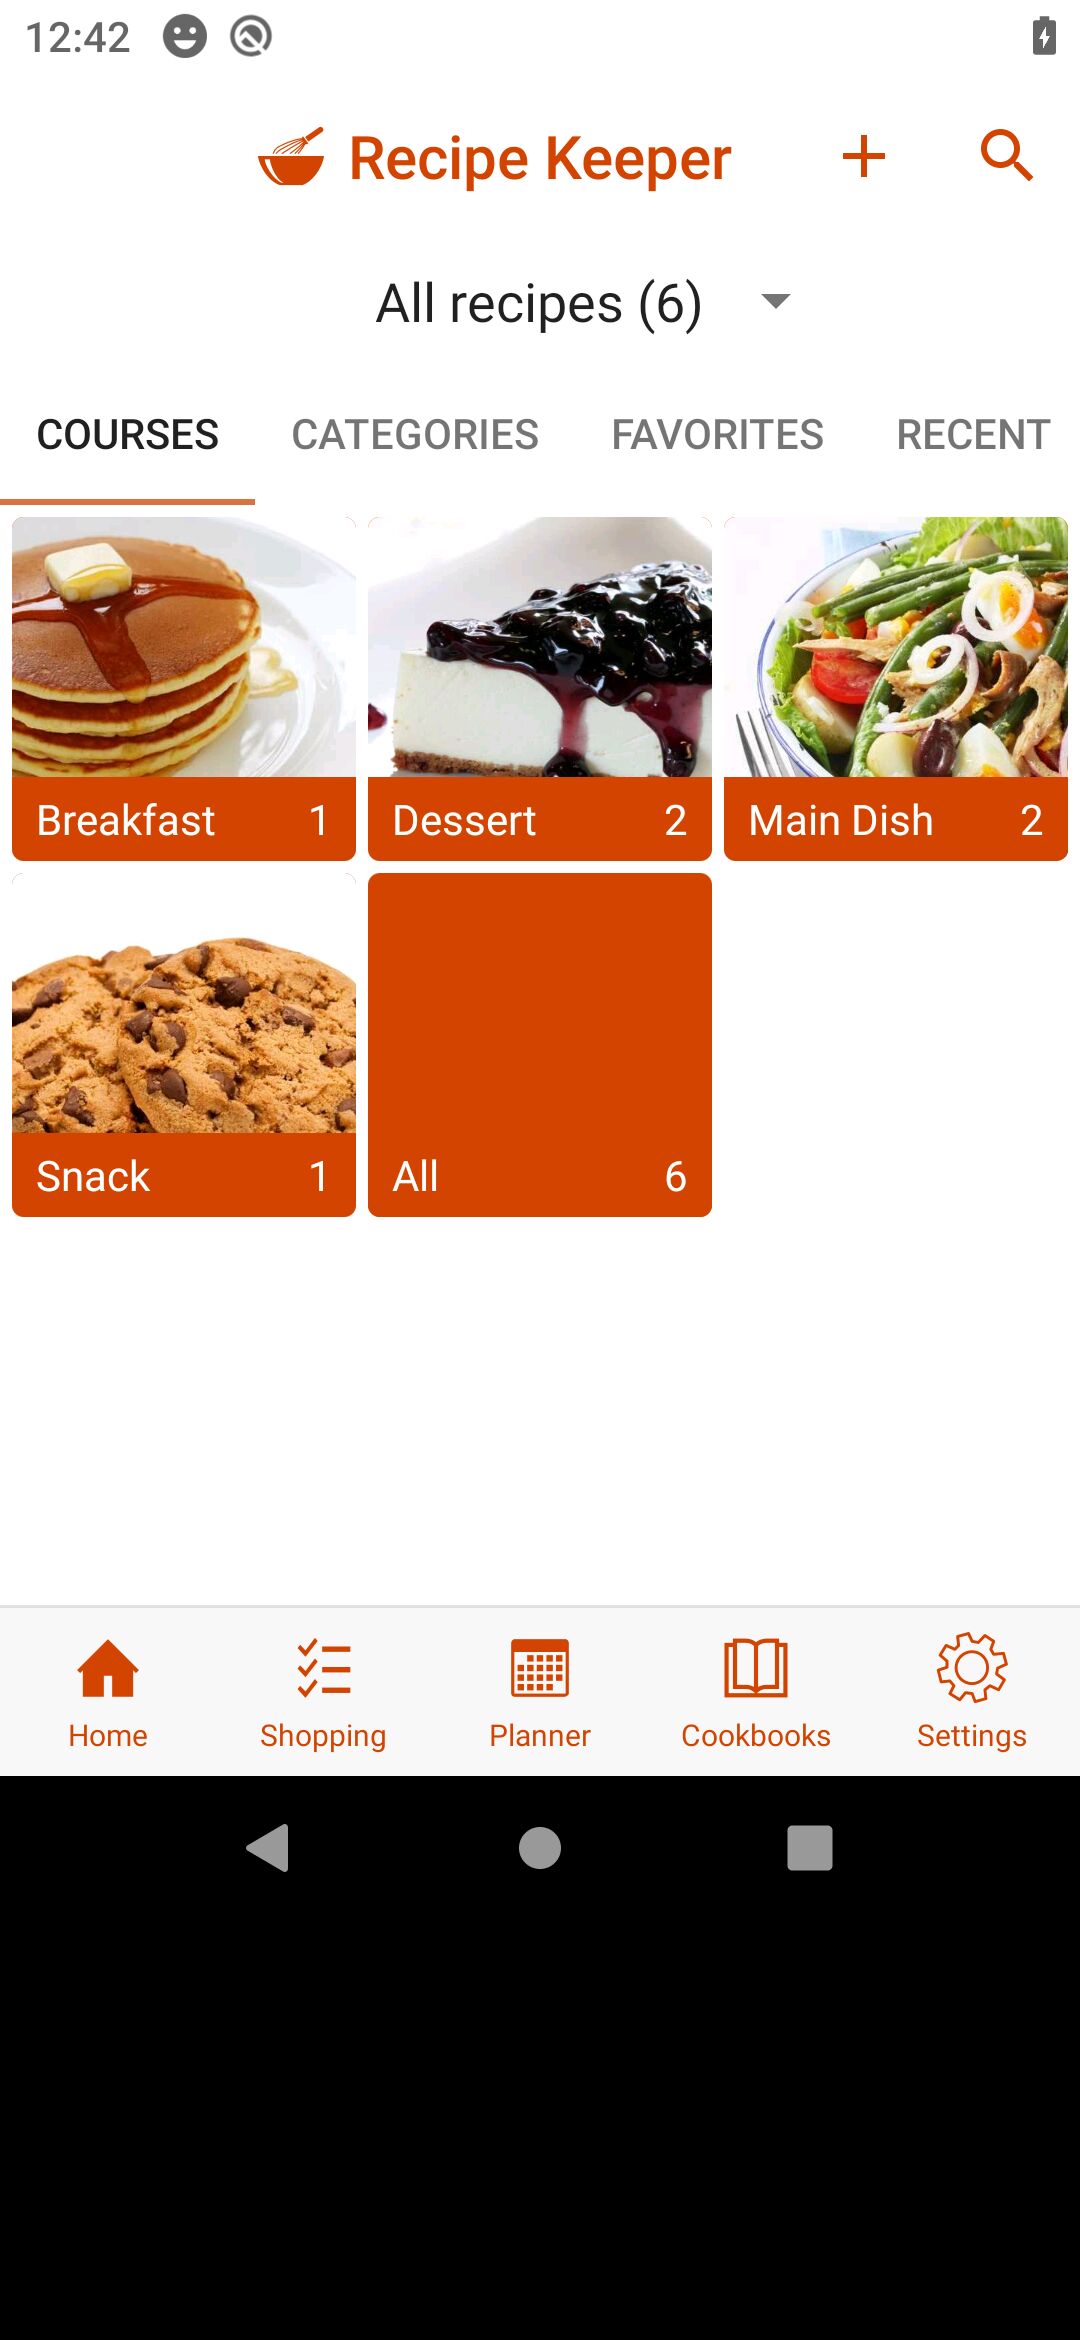 12:42
Recipe Keeper
All recipes (6)
COURSES CATEGORIES FAVORITES RECENT
Breakfast 1 Dessert 2 Main Dish 2
Snack 1 All 6
Home Shopping Planner Cookbooks Settings